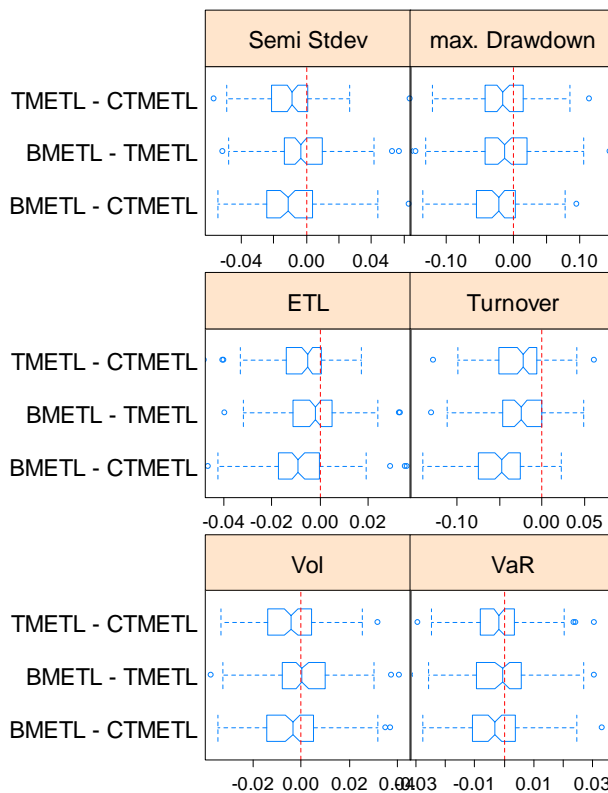 Semi Stdev max. Drawdown
TMETL - CTMETL
BMETL - TMETL
BMETL - CTMETL
-0.04 0.00 0.04 -0.10 0.00 0.10
ETL Turnover
TMETL - CTMETL
BMETL - TMETL
BMETL - CTMETL
-0.04 -0.02 0.00 0.02 -0.10 0.00 0.05
Vol VaR
TMETL - CTMETL
BMETL - TMETL
BMETL - CTMETL
-0.02 0.00 0.02 -0.01 0.01 0.03